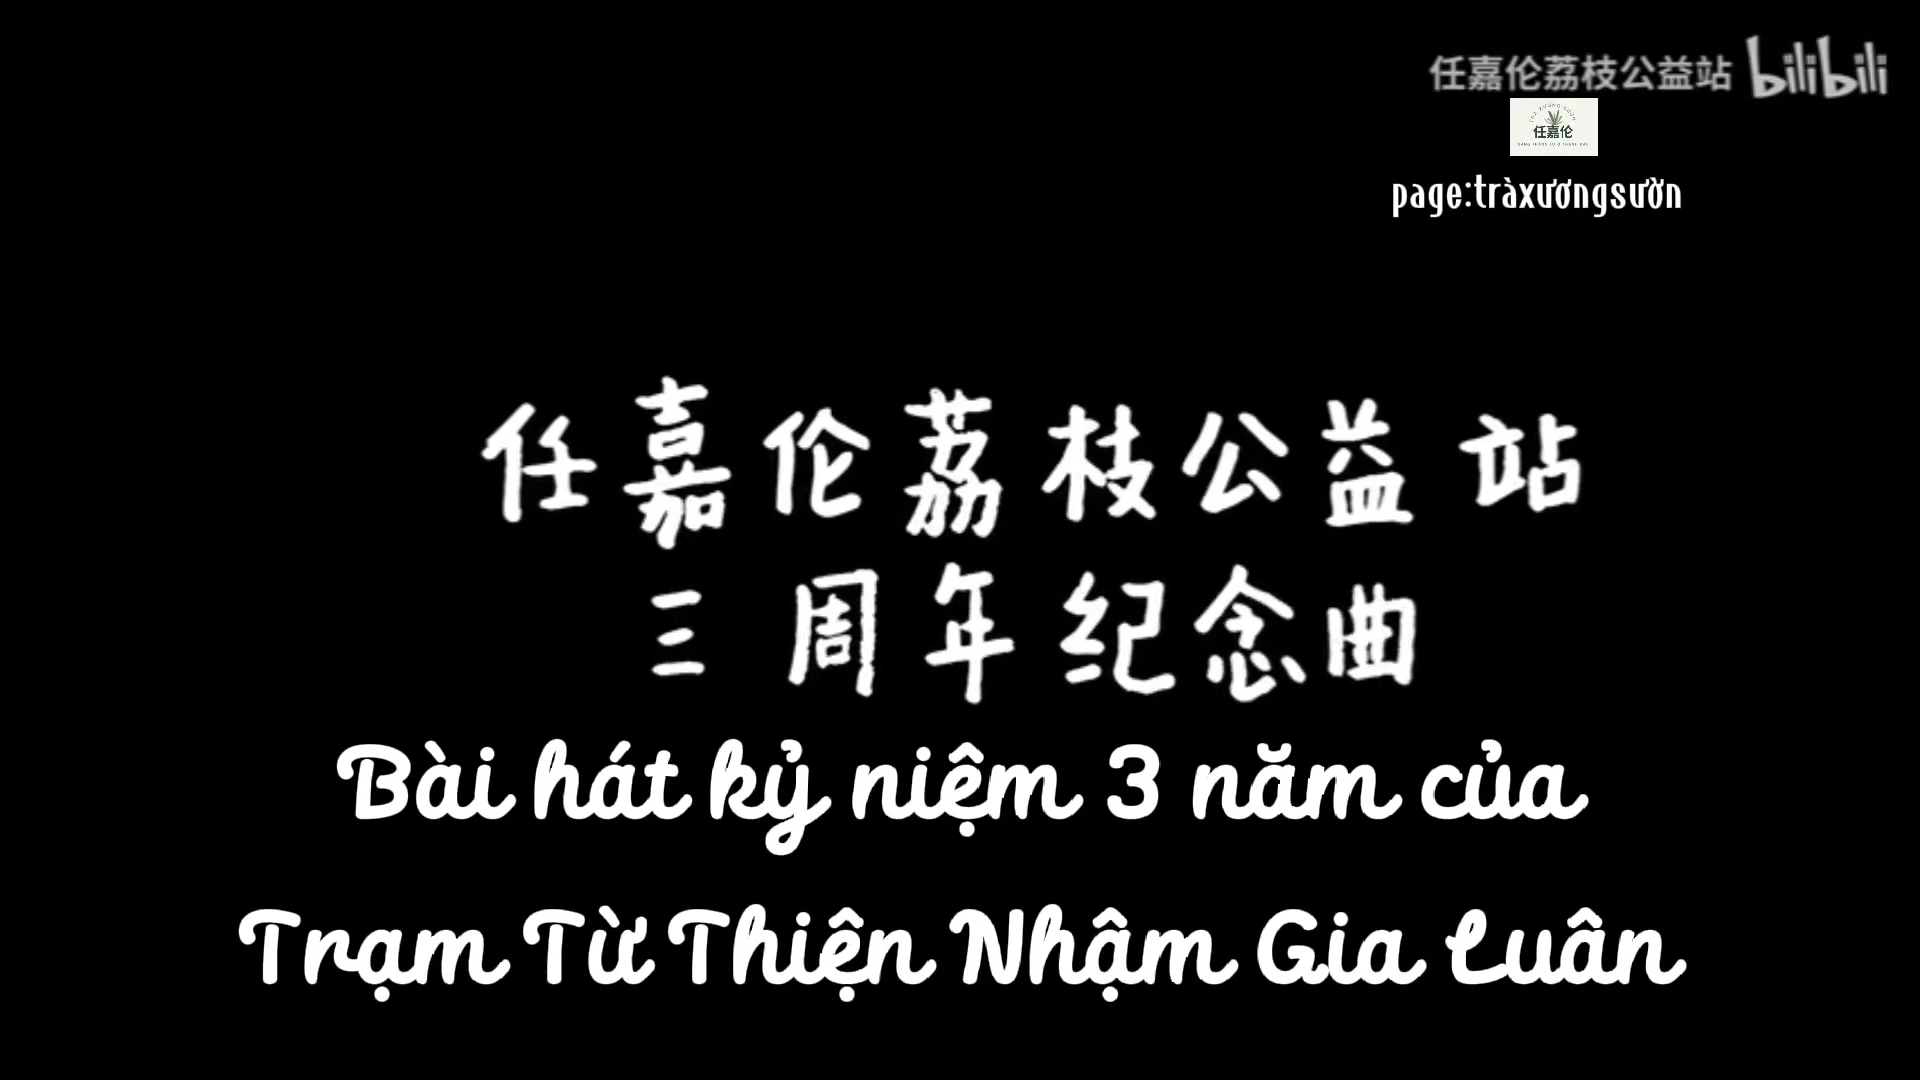 任嘉伦荔枝公益站 bilibili
任嘉伦
page:tràxươngsườn
任嘉伦荔枝公益站
三周年纪念曲
Bài hát kỷ niệm 3 năm của
Trạm Từ Thiện Nhậm Gia Luân